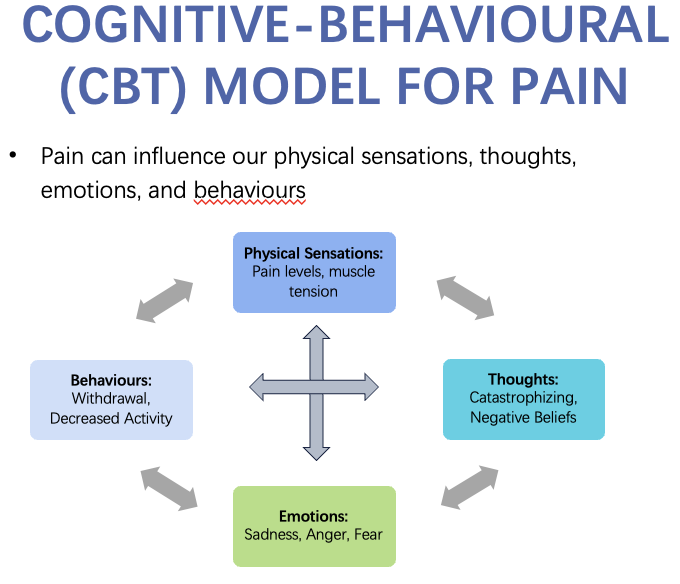 COGNITIVE-BEHAVIOURAL
(CBT) MODEL FOR PAIN
• Pain can influence our physical sensations, thoughts,
emotions, and behaviours
Physical Sensations:
Pain levels, muscle
tension
Behaviours:
Withdrawal,
Decreased Activity
Thoughts:
Catastrophizing,
Negative Beliefs
Emotions:
Sadness, Anger, Fear